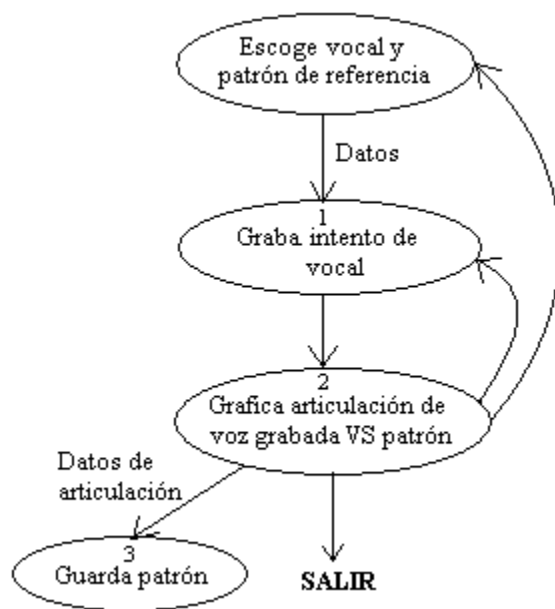 Escoge vocal y
patrón de referencia
Datos
1
Graba intento de
vocal
2
Grafica articulación de
voz grabada VS patrón
Datos de
articulación
3
Guarda patrón
SALIR